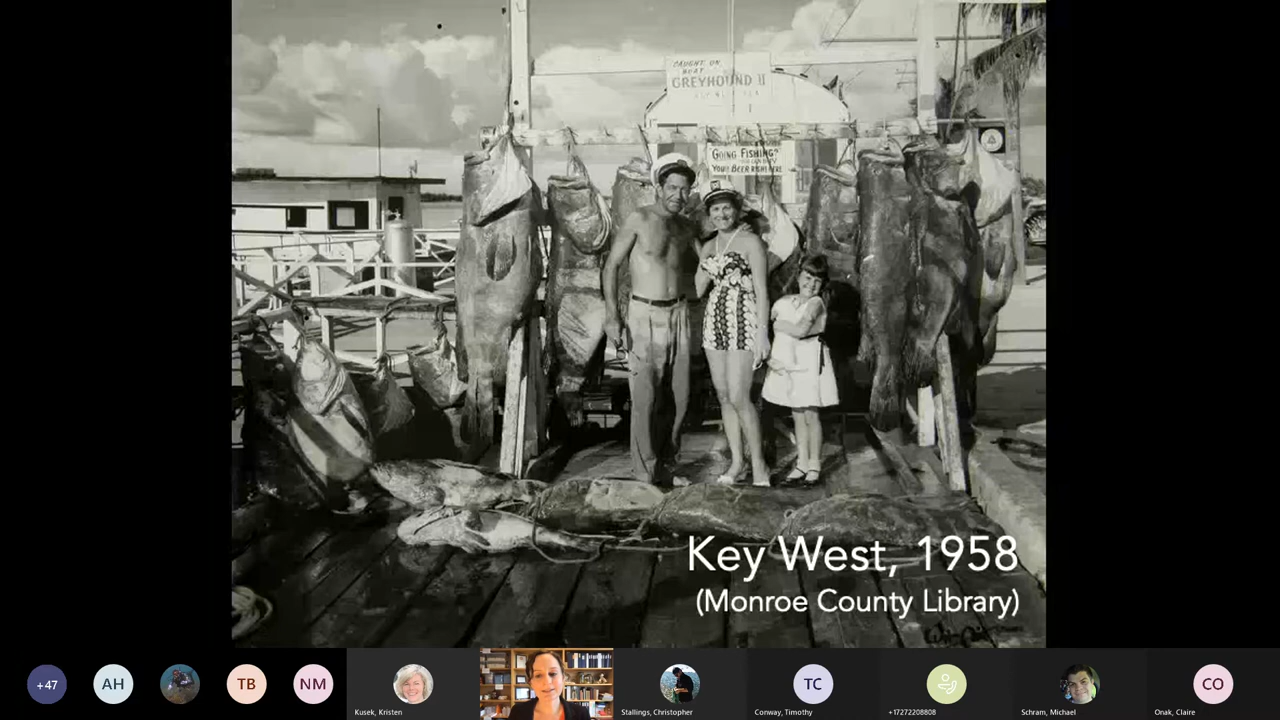 CAUGHT ON
BOAT
GREYHOUND II
GOING FISHING?
YOUR BEER RIGHT HERE
Key West, 1958
(Monroe County Library)
+47
AH
TB
NM
Kusek, Kristen
Stallings, Christopher
TC
Conway, Timothy
+17272208808
Schram, Michael
CO
Onak, Claire